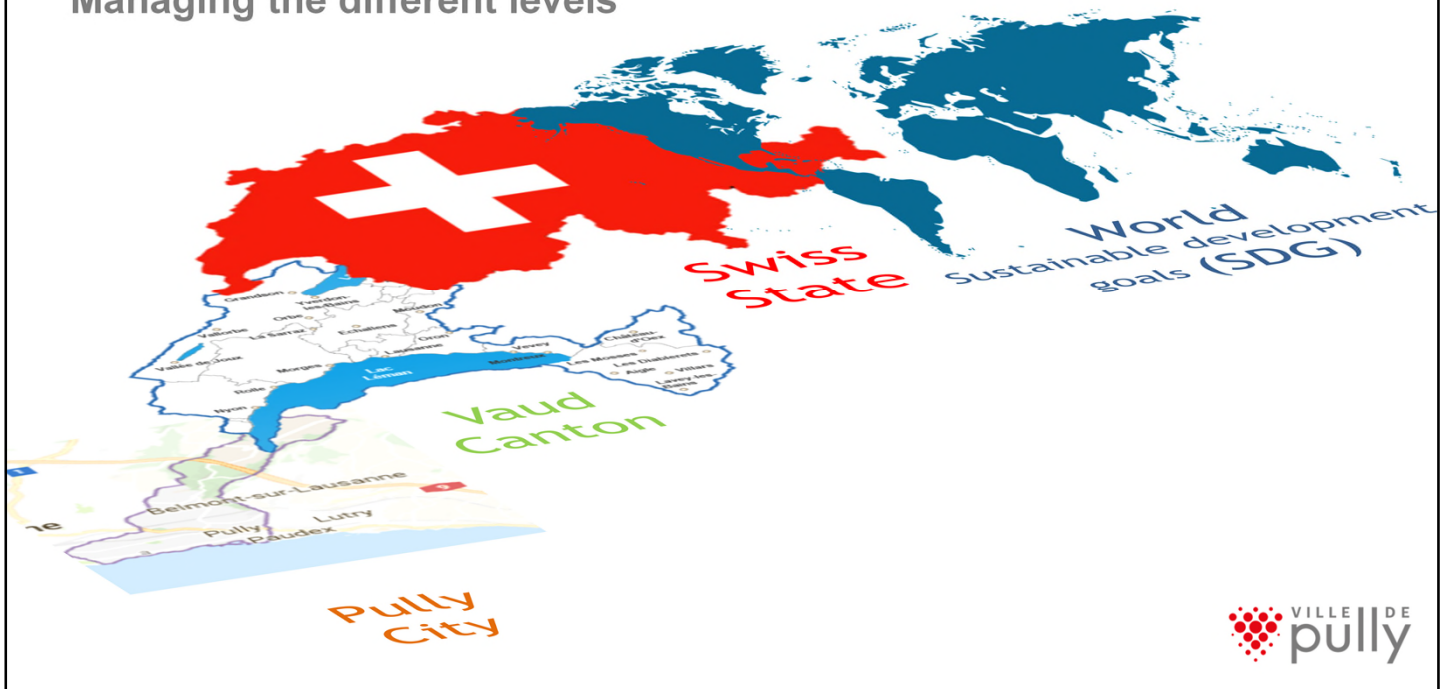 Managing the different levels
World
Sustainable development
goals (SDG)
Swiss
State
Grandson
Yverdon-
les-Bains
Orbe
Moudon
Vallorbe
La Sarraz
Echallens
Oron
Lausanne
Vallée de Joux
Morges
Lac
Léman
Vevey
Montreux
Château-
d'Oex
Les Mosses
Les Diablerets
Aigle
Villars
Lavey-les-
Bains
Rolle
Nyon
Vaud
Canton
1
9
Belmont-sur-Lausanne
ne
Lutry
Pully
Paudex
Pully
City
VILLE DE
pully